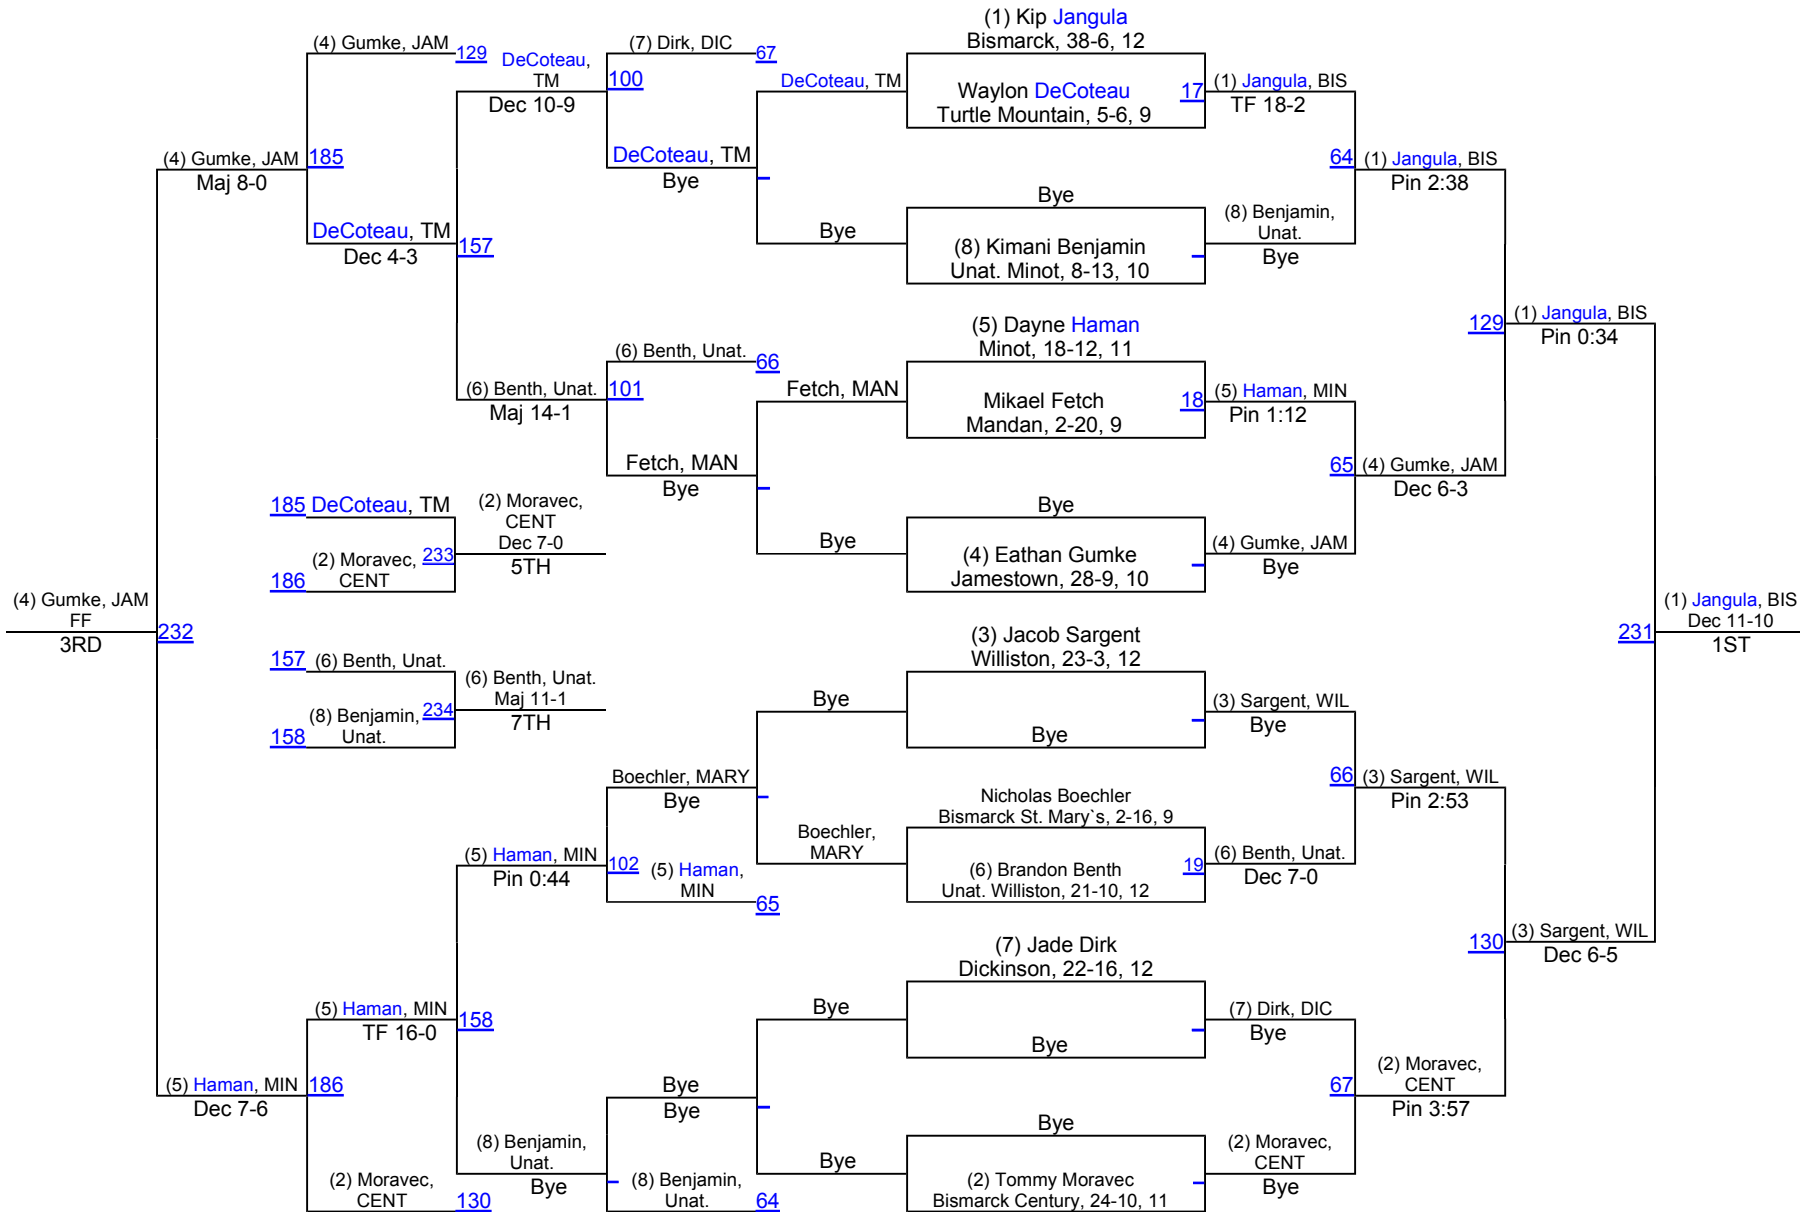 (1) Kip Jangula
Bismarck, 38-6, 12
(4) Gumke, JAM
129
DeCoteau,
TM
Dec 10-9
(7) Dirk, DIC
67
100
DeCoteau, TM
Waylon DeCoteau
Turtle Mountain, 5-6, 9
17
(1) Jangula, BIS
TF 18-2
(4) Gumke, JAM
Maj 8-0
185
DeCoteau, TM
Bye
64
(1) Jangula, BIS
Pin 2:38
DeCoteau, TM
Dec 4-3
157
Bye
Bye
(8) Kimani Benjamin
Unat. Minot, 8-13, 10
(8) Benjamin,
Unat.
Bye
129
(1) Jangula, BIS
Pin 0:34
(5) Dayne Haman
Minot, 18-12, 11
(6) Benth, Unat.
66
(6) Benth, Unat.
Maj 14-1
101
Fetch, MAN
Mikael Fetch
Mandan, 2-20, 9
18
(5) Haman, MIN
Pin 1:12
Fetch, MAN
Bye
65
(4) Gumke, JAM
Dec 6-3
185
DeCoteau, TM
(2) Moravec,
CENT
Dec 7-0
5TH
233
186
(2) Moravec,
CENT
Bye
Bye
(4) Eathan Gumke
Jamestown, 28-9, 10
(4) Gumke, JAM
Bye
(4) Gumke, JAM
FF
3RD
232
231
(1) Jangula, BIS
Dec 11-10
1ST
(3) Jacob Sargent
Williston, 23-3, 12
157
(6) Benth, Unat.
(6) Benth, Unat.
Maj 11-1
7TH
234
158
(8) Benjamin,
Unat.
Bye
Bye
(3) Sargent, WIL
Bye
Boechler, MARY
Bye
66
(3) Sargent, WIL
Pin 2:53
Nicholas Boechler
Bismarck St. Mary`s, 2-16, 9
Boechler,
MARY
(6) Brandon Benth
Unat. Williston, 21-10, 12
19
(6) Benth, Unat.
Dec 7-0
(5) Haman, MIN
Pin 0:44
102
(5) Haman,
MIN
65
130
(3) Sargent, WIL
Dec 6-5
(7) Jade Dirk
Dickinson, 22-16, 12
(5) Haman, MIN
TF 16-0
158
Bye
Bye
(7) Dirk, DIC
Bye
(5) Haman, MIN
Dec 7-6
186
Bye
Bye
67
(2) Moravec,
CENT
Pin 3:57
Bye
(8) Benjamin,
Unat.
Bye
Bye
(2) Tommy Moravec
Bismarck Century, 24-10, 11
(2) Moravec,
CENT
Bye
(2) Moravec,
CENT
130
(8) Benjamin,
Unat.
64